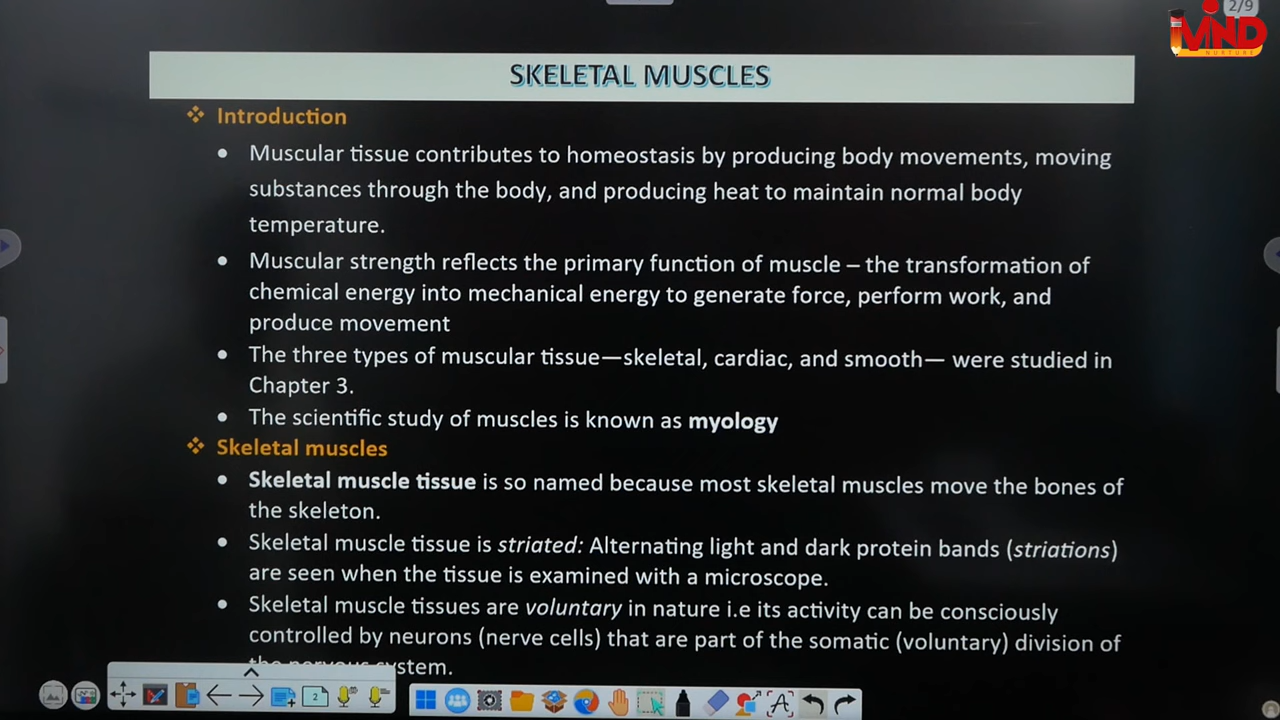 2/9
MIND
NURTURE
SKELETAL MUSCLES
Introduction
Muscular tissue contributes to homeostasis by producing body movements, moving
substances through the body, and producing heat to maintain normal body
temperature.
Muscular strength reflects the primary function of muscle – the transformation of
chemical energy into mechanical energy to generate force, perform work, and
produce movement
The three types of muscular tissue—skeletal, cardiac, and smooth— were studied in
Chapter 3.
The scientific study of muscles is known as myology
Skeletal muscles
Skeletal muscle tissue is so named because most skeletal muscles move the bones of
the skeleton.
Skeletal muscle tissue is striated: Alternating light and dark protein bands (striations)
are seen when the tissue is examined with a microscope.
Skeletal muscle tissues are voluntary in nature i.e its activity can be consciously
controlled by neurons (nerve cells) that are part of the somatic (voluntary) division of
the nervous system.
2
A